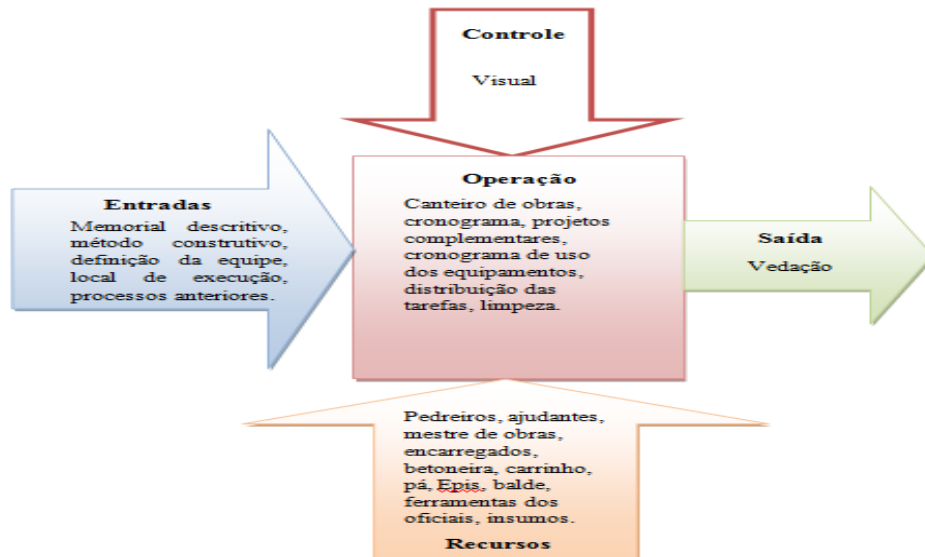 Controle
Visual
Entradas
Memorial descritivo,
método construtivo,
definição da equipe,
local de execução,
processos anteriores.
Operação
Canteiro de obras,
cronograma, projetos
complementares,
cronograma de uso
dos equipamentos,
distribuição das
tarefas, limpeza.
Saída
Vedação
Pedreiros, ajudantes,
mestre de obras,
encarregados,
betoneira, carrinho,
pá, Epis, balde,
ferramentas dos
oficiais, insumos.
Recursos